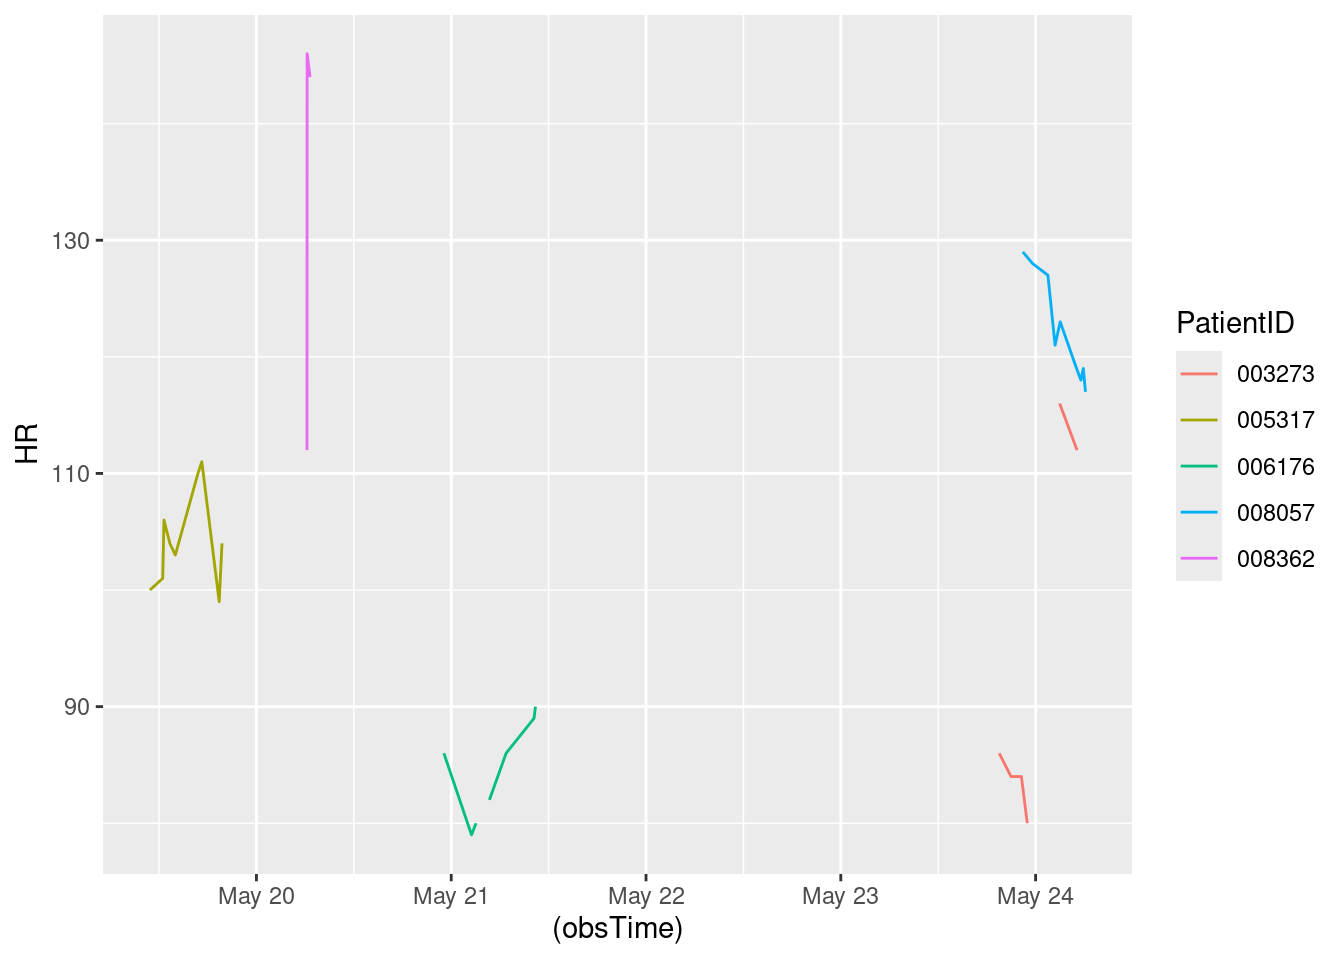 130
110
90
HR
May 20
May 21
May 22
May 23
May 24
(obsTime)
PatientID
003273
005317
006176
008057
008362